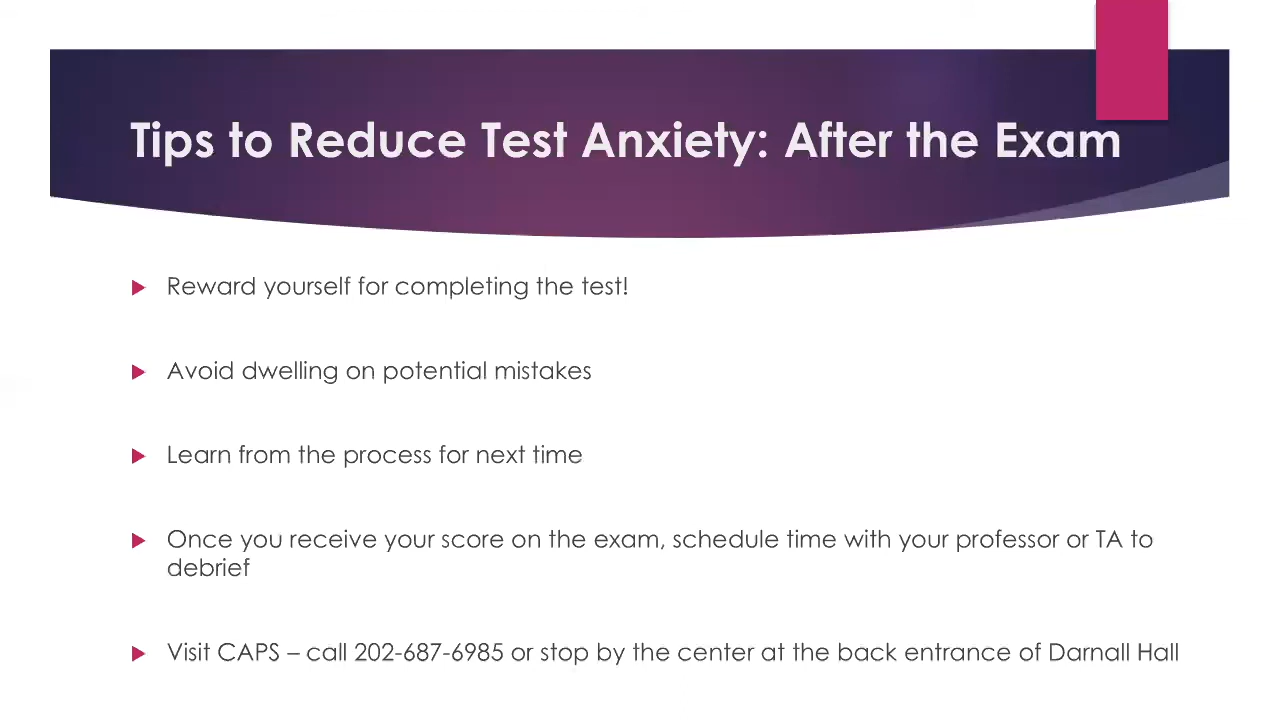 Tips to Reduce Test Anxiety: After the Exam
Reward yourself for completing the test!
Avoid dwelling on potential mistakes
Learn from the process for next time
Once you receive your score on the exam, schedule time with your professor or TA to
debrief
Visit CAPS – call 202-687-6985 or stop by the center at the back entrance of Darnall Hall